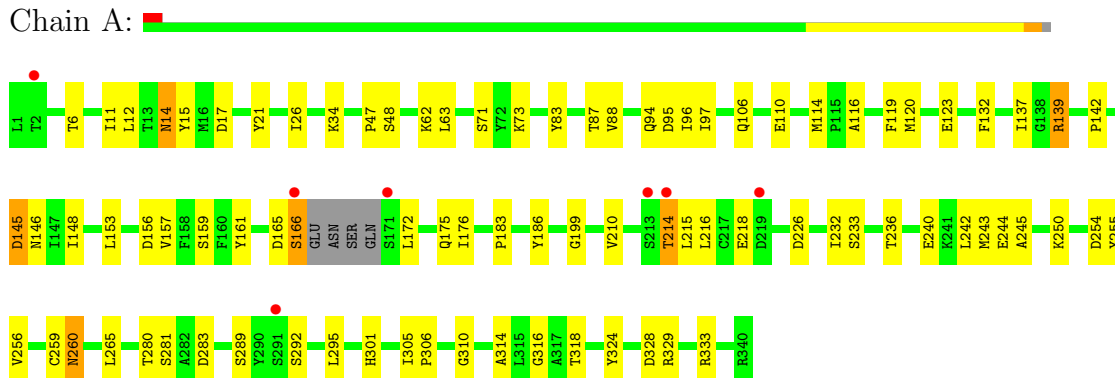 Chain A:
L1 T2 T6 I11 L12 T13 N14 Y15 M16 D17 Y21 I26 K34 P47 S48 K62 L63 S71 Y72 K73 Y83 T87 V88 Q94 D95 I96 I97 Q106 E110 M114 P115 A116 F119 M120 E123 F132 I137 G138 R139 P142
D145 N146 I147 I148 L153 D156 V157 F158 S159 F160 Y161 D165 S166 GLU ASN SER GLN S171 L172 Q175 I176 P183 Y186 G199 V210 S213 T214 L215 L216 C217 E218 D219 D226 I232 S233 T236 E240 K241 L242 M243 E244 A245 K250 D254 Y255
V256 C259 N260 L265 T280 S281 A282 D283 S289 Y290 S291 S292 L295 H301 I305 P306 G310 A314 L315 G316 A317 T318 Y324 D328 R329 R333 R340